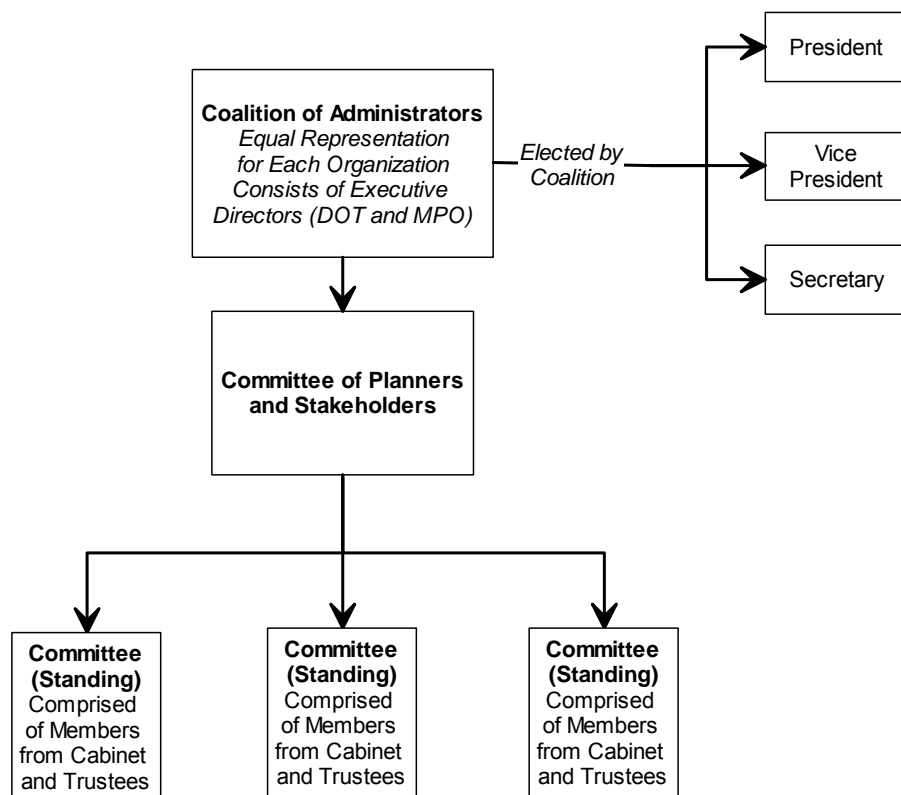 President
Coalition of Administrators
Equal Representation
for Each Organization
Consists of Executive
Directors (DOT and MPO)
Elected by
Coalition
Vice
President
Secretary
Committee of Planners
and Stakeholders
Committee
(Standing)
Comprised
of Members
from Cabinet
and Trustees
Committee
(Standing)
Comprised
of Members
from Cabinet
and Trustees
Committee
(Standing)
Comprised
of Members
from Cabinet
and Trustees